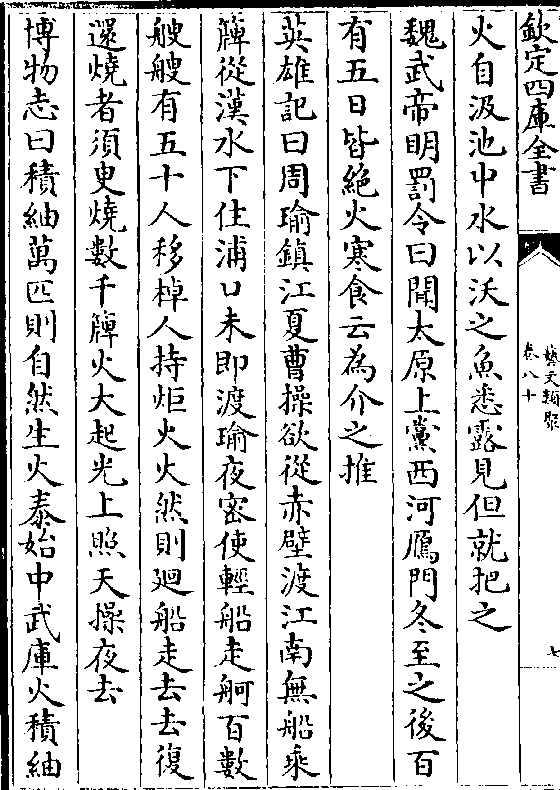 欽定四庫全書
藝文類聚
卷八十
七
火自汲池中水以沃之魚悉露見但就把之
魏武帝明罰令曰聞太原上黨西河鴈門冬至之後百
有五日皆絶火寒食云為介之推
英雄記曰周瑜鎮江夏曹操欲從赤壁渡江南無船乘
簰從漢水下住浦口未即渡瑜夜宻使輕船走舸百數
艘艘有五十人移棹人持炬火火然則廻船走去去復
還燒者須臾燒數千簰火大起光上照天操夜去
博物志曰積紬萬匹則自然生火泰始中武庫火積紬